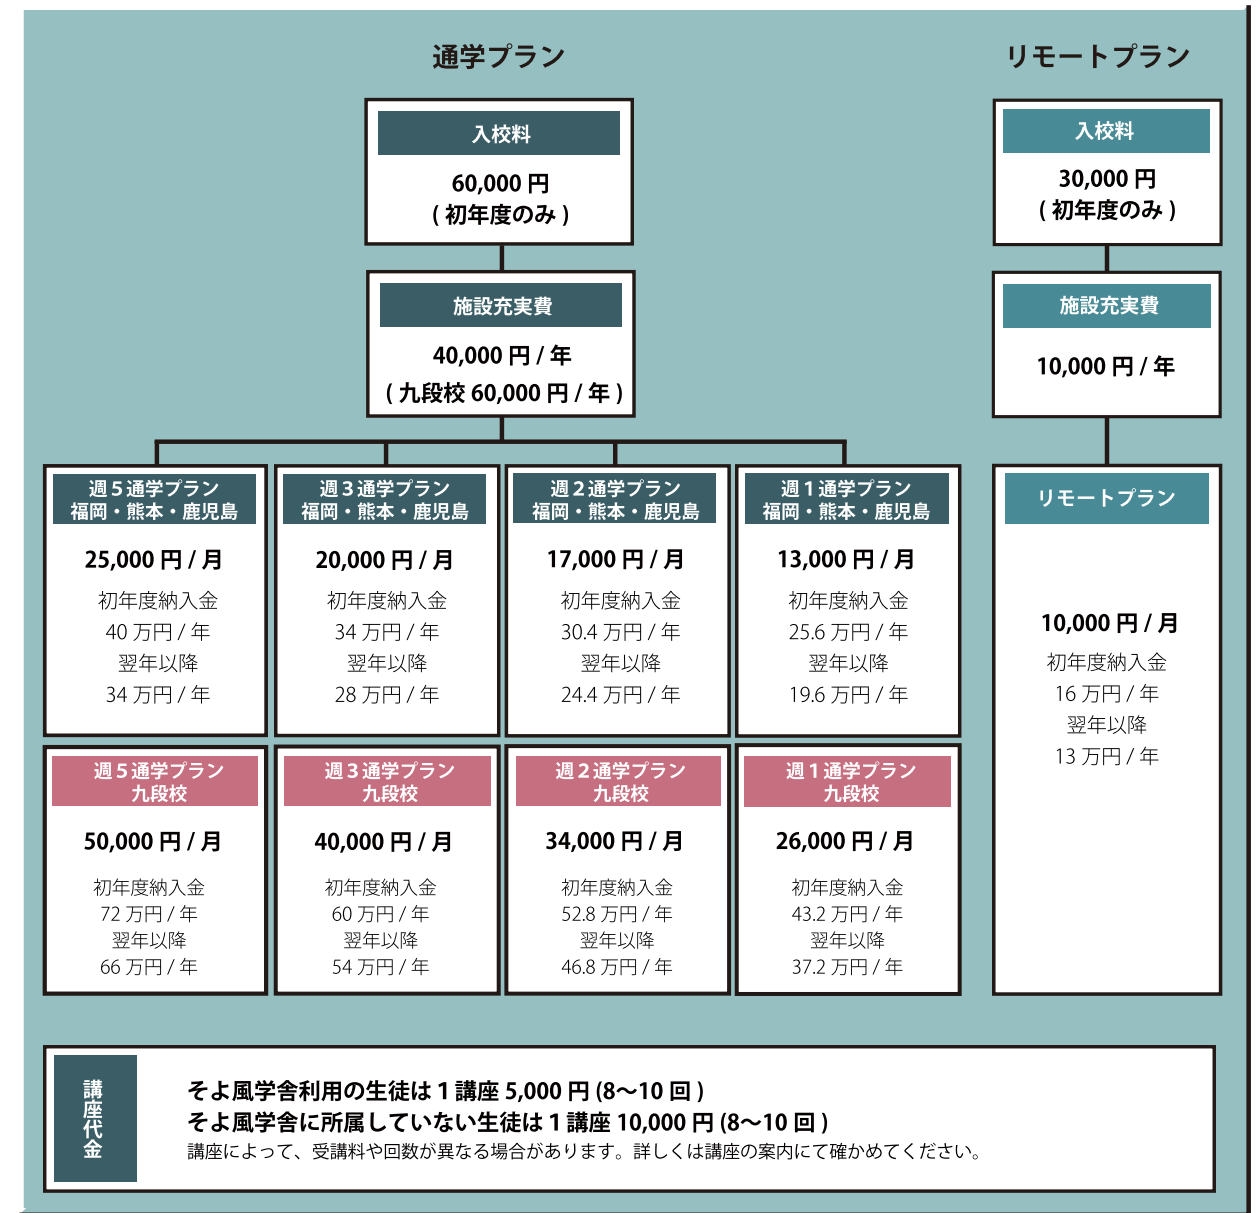 通学プラン
入校料
60,000 円
( 初年度のみ )
施設充実費
40,000 円 / 年
( 九段校 60,000 円 / 年 )
週５通学プラン
福岡・熊本・鹿児島
25,000 円 / 月
初年度納入金
40 万円 / 年
翌年以降
34 万円 / 年
週３通学プラン
福岡・熊本・鹿児島
20,000 円 / 月
初年度納入金
34 万円 / 年
翌年以降
28 万円 / 年
週２通学プラン
福岡・熊本・鹿児島
17,000 円 / 月
初年度納入金
30.4 万円 / 年
翌年以降
24.4 万円 / 年
週１通学プラン
福岡・熊本・鹿児島
13,000 円 / 月
初年度納入金
25.6 万円 / 年
翌年以降
19.6 万円 / 年
週５通学プラン
九段校
50,000 円 / 月
初年度納入金
72 万円 / 年
翌年以降
66 万円 / 年
週３通学プラン
九段校
40,000 円 / 月
初年度納入金
60 万円 / 年
翌年以降
54 万円 / 年
週２通学プラン
九段校
34,000 円 / 月
初年度納入金
52.8 万円 / 年
翌年以降
46.8 万円 / 年
週１通学プラン
九段校
26,000 円 / 月
初年度納入金
43.2 万円 / 年
翌年以降
37.2 万円 / 年
リモートプラン
入校料
30,000 円
( 初年度のみ )
施設充実費
10,000 円 / 年
リモートプラン
10,000 円 / 月
初年度納入金
16 万円 / 年
翌年以降
13 万円 / 年
講座代金
そよ風学舎利用の生徒は１講座 5,000 円 (8〜10 回 )
そよ風学舎に所属していない生徒は１講座 10,000 円 (8〜10 回 )
講座によって、受講料や回数が異なる場合があります。詳しくは講座の案内にて確かめてください。